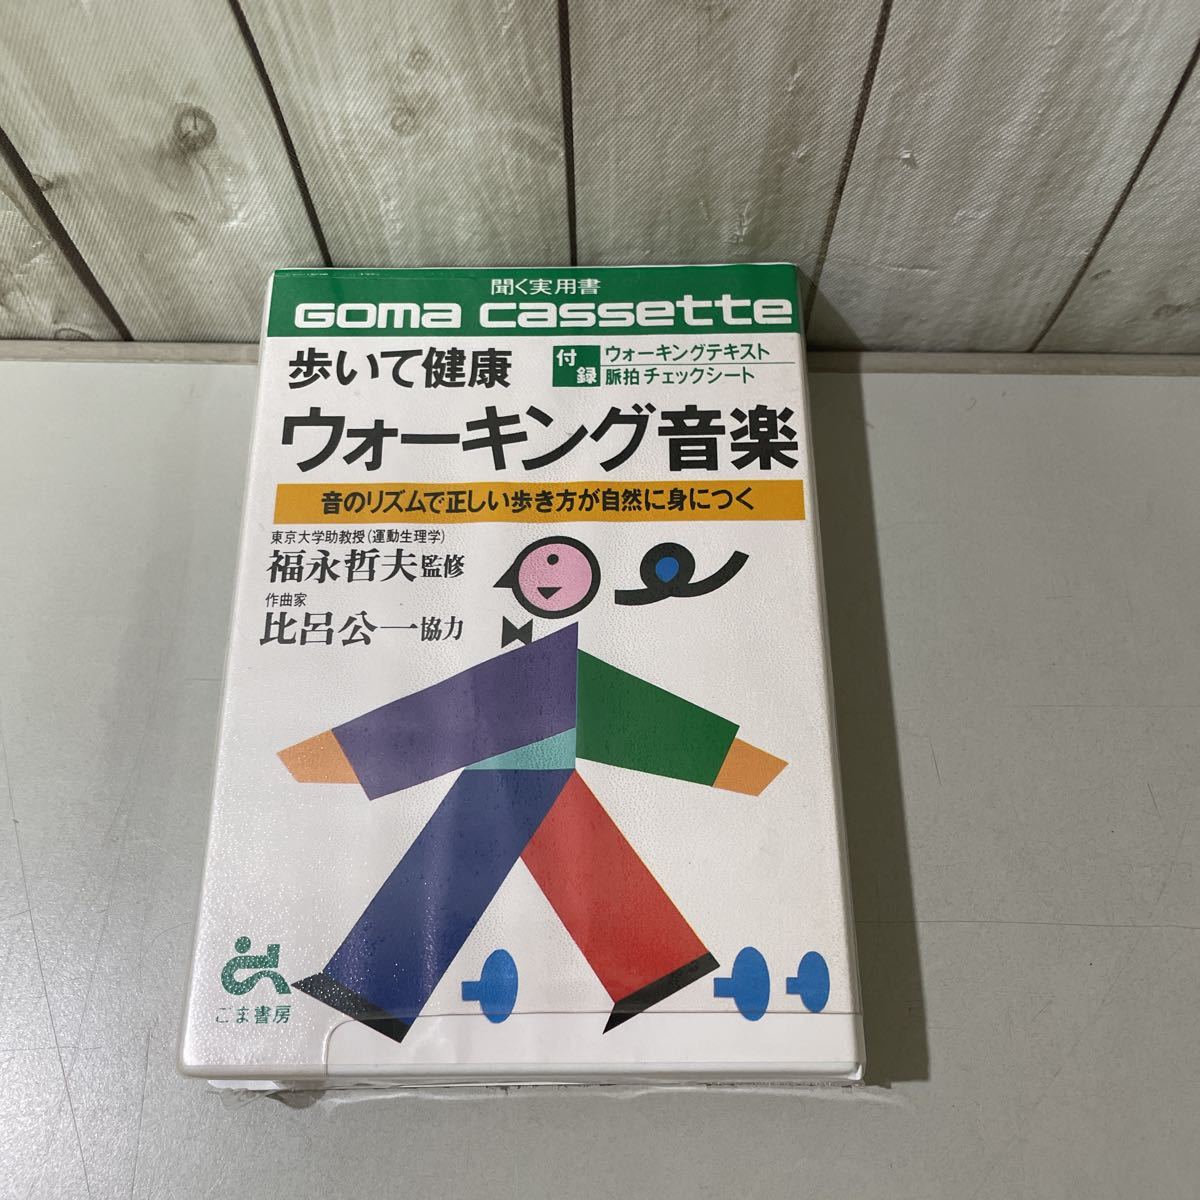 聞く実用書
GOMA CASSETTE
歩いて健康
付録
ウォーキングテキスト
脈拍チェックシート
ウォーキング音楽
音のリズムで正しい歩き方が自然に身につく
東京大学助教授(運動生理学)
福永哲夫監修
作曲家
比呂公一協力
ごま書房